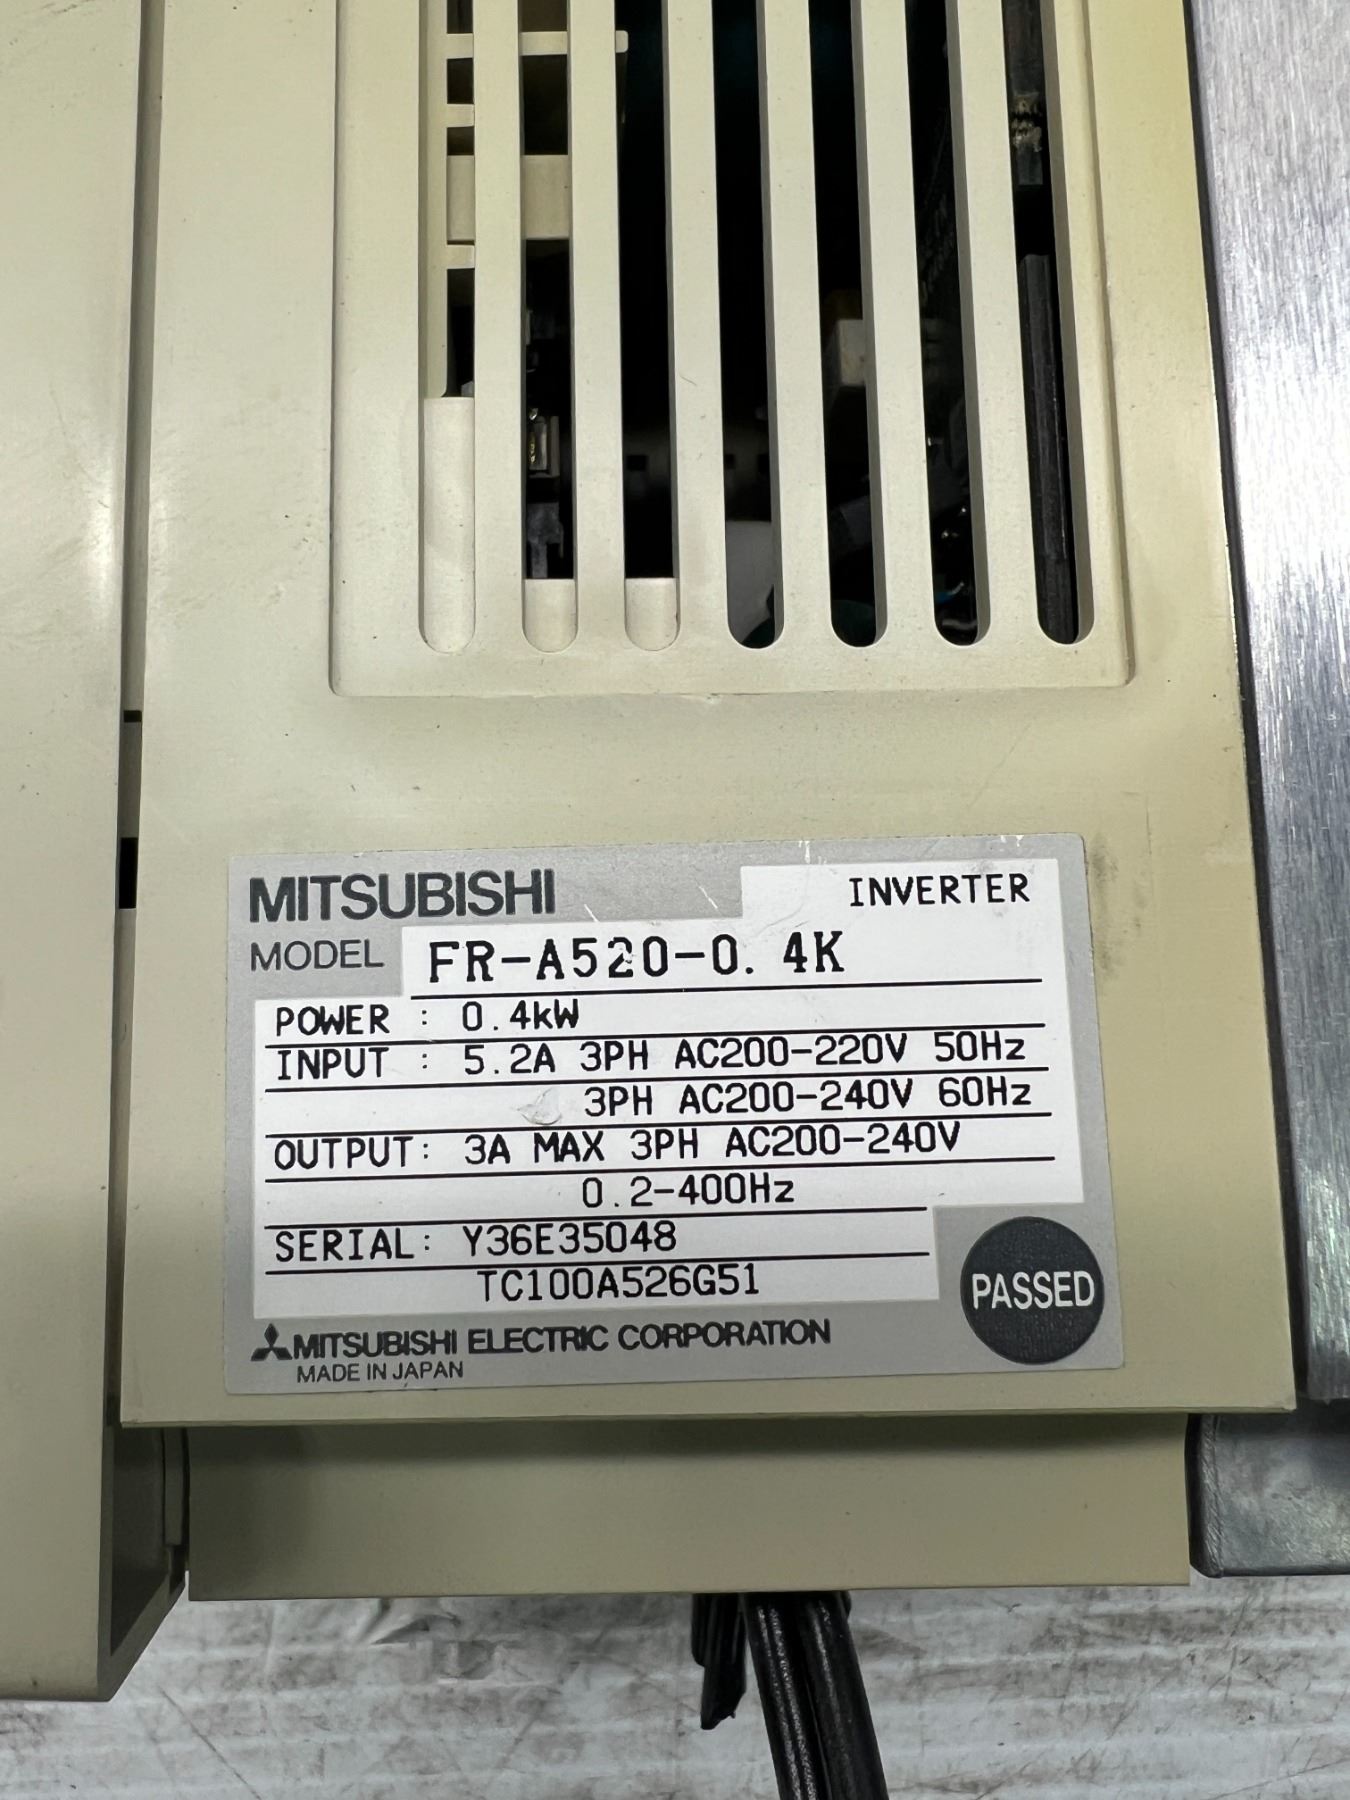 MITSUBISHI
INVERTER
MODEL FR-A520-0.4K
POWER : 0.4kW
INPUT : 5.2A 3PH AC200-220V 50Hz
3PH AC200-240V 60Hz
OUTPUT: 3A MAX 3PH AC200-240V
0.2-400Hz
SERIAL: Y36E35048
TC100A526G51
PASSED
MITSUBISHI ELECTRIC CORPORATION
MADE IN JAPAN